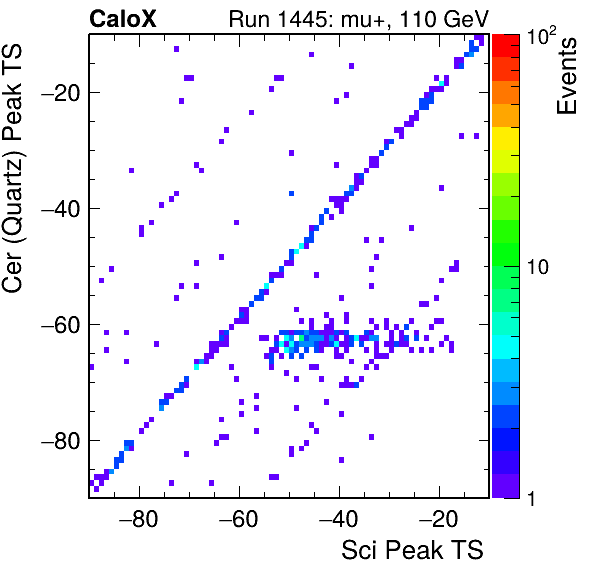 CaloX Run 1445: mu+, 110 GeV
Cer (Quartz) Peak TS
−20
−40
−60
−80
−80 −60 −40 −20
Sci Peak TS
10²
10
1
Events